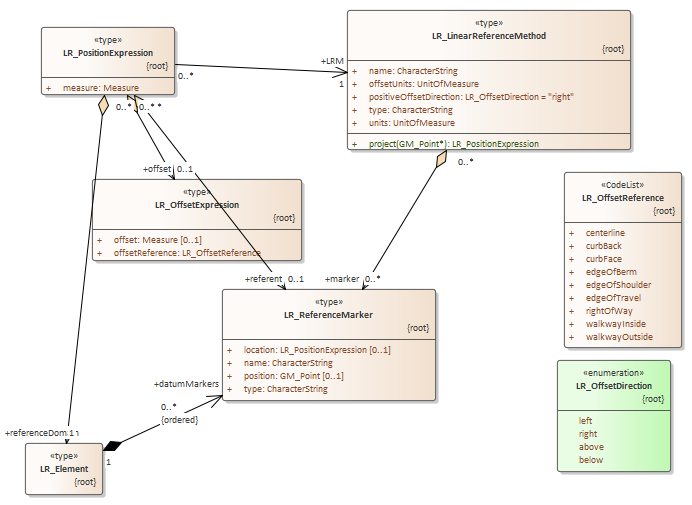 «type»
LR_PositionExpression
{root}
+ measure: Measure
«type»
LR_LinearReferenceMethod
{root}
+ name: CharacterString
+ offsetUnits: UnitOfMeasure
+ positiveOffsetDirection: LR_OffsetDirection = "right"
+ type: CharacterString
+ units: UnitOfMeasure
+ project(GM_Point*): LR_PositionExpression
+LRM
0..*
1
0..*
0..*
*
0..*
+offset 0..1
«type»
LR_OffsetExpression
{root}
+ offset: Measure [0..1]
+ offsetReference: LR_OffsetReference
«CodeList»
LR_OffsetReference
{root}
+ centerline
+ curbBack
+ curbFace
+ edgeOfBerm
+ edgeOfShoulder
+ edgeOfTravel
+ rightOfWay
+ walkwayInside
+ walkwayOutside
+referent 0..1
+marker 0..*
«type»
LR_ReferenceMarker
{root}
+ location: LR_PositionExpression [0..1]
+ name: CharacterString
+ position: GM_Point [0..1]
+ type: CharacterString
+datumMarkers
0..*
{ordered}
«enumeration»
LR_OffsetDirection
{root}
left
right
above
below
1
«type»
LR_Element
{root}
1